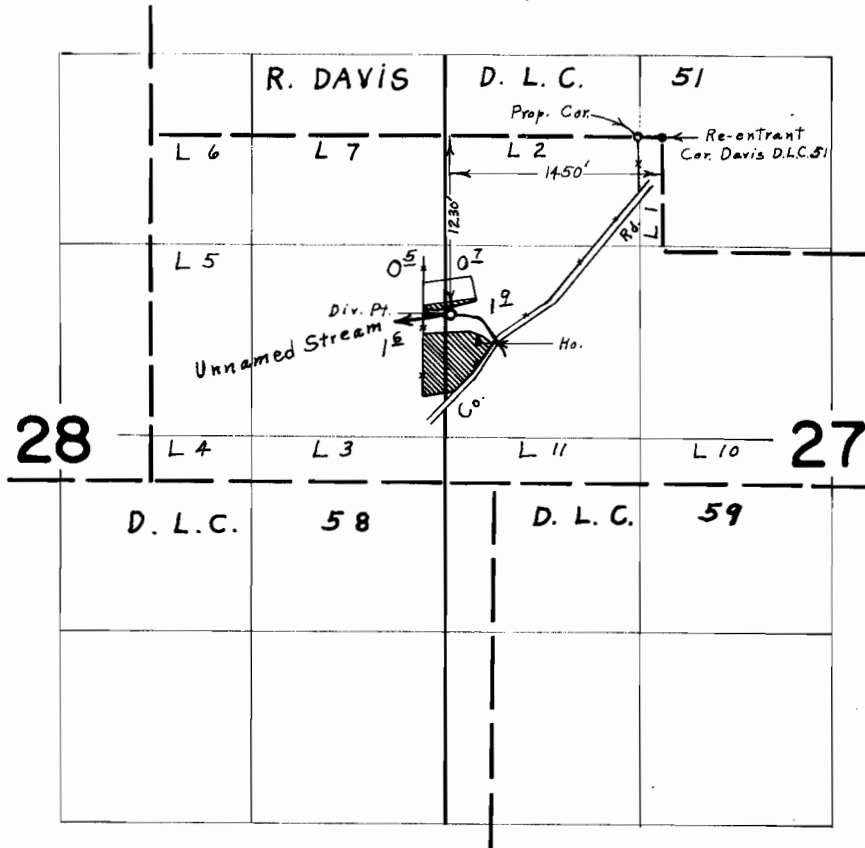 R. DAVIS D. L. C. 51
Prop. Cor.
Re-entrant
Cor. Davis D.L.C. 51
L 6 L 7 L 2
1450'
1230'
L 1
Rd.
L 5
0 5 0 7
1 9
Div. Pt.
Unnamed Stream
1 6
Ho.
Co.
28 27
L 4 L 3 L 11 L 10
D. L. C. 58 D. L. C. 59